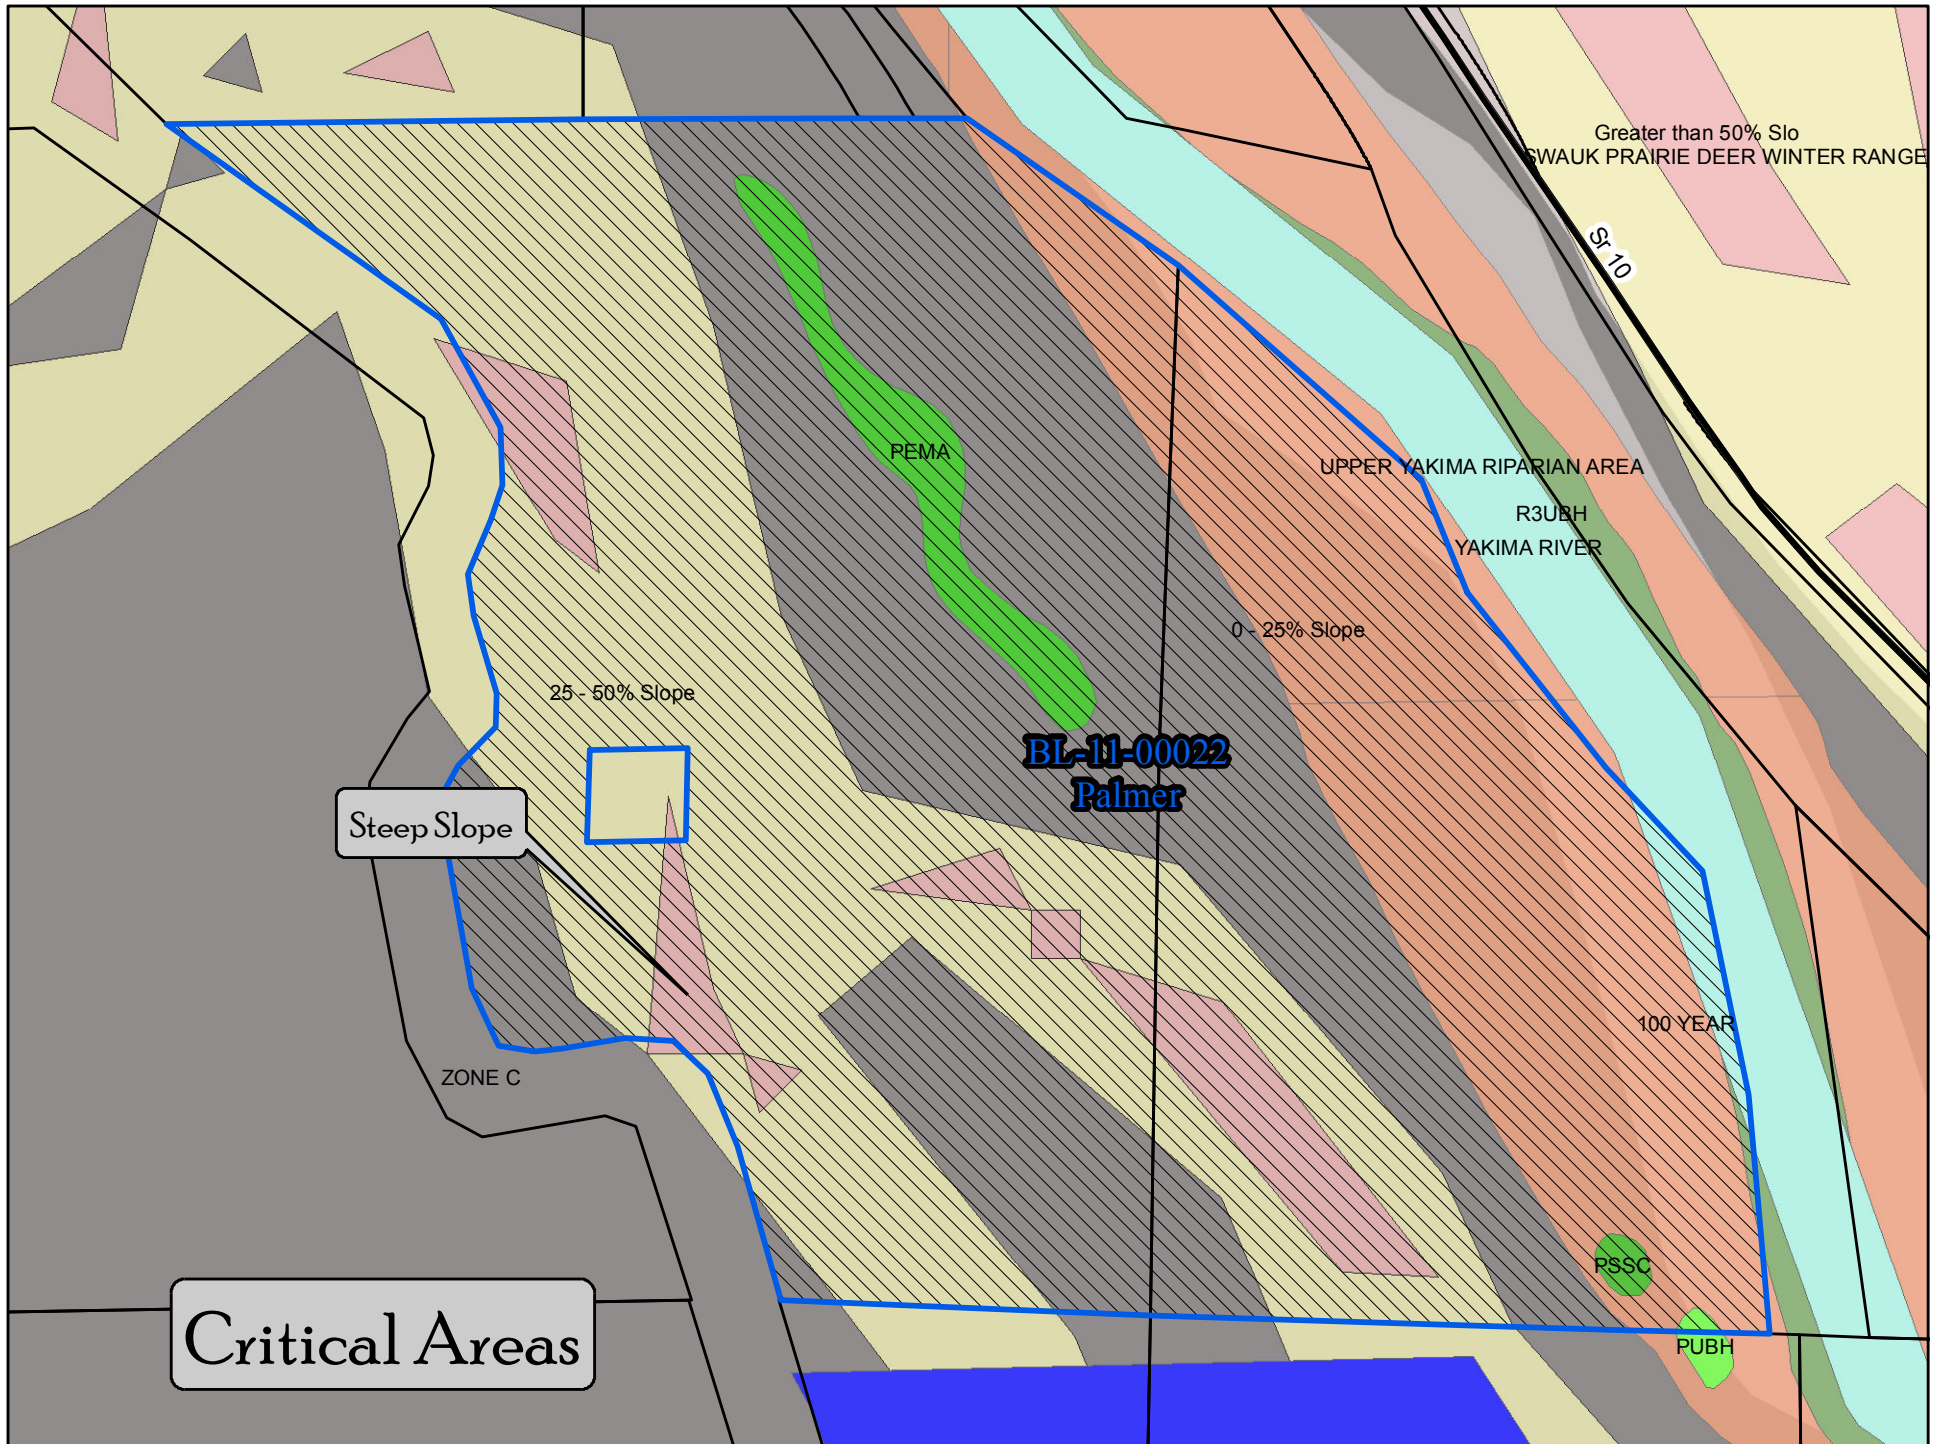 Greater than 50% Slo
SWAUK PRAIRIE DEER WINTER RANGE
Sr 10
PEMA
UPPER YAKIMA RIPARIAN AREA
R3UBH
YAKIMA RIVER
0 - 25% Slope
25 - 50% Slope
BL-11-00022
Palmer
Steep Slope
100 YEAR
ZONE C
PSSC
Critical Areas
PUBH